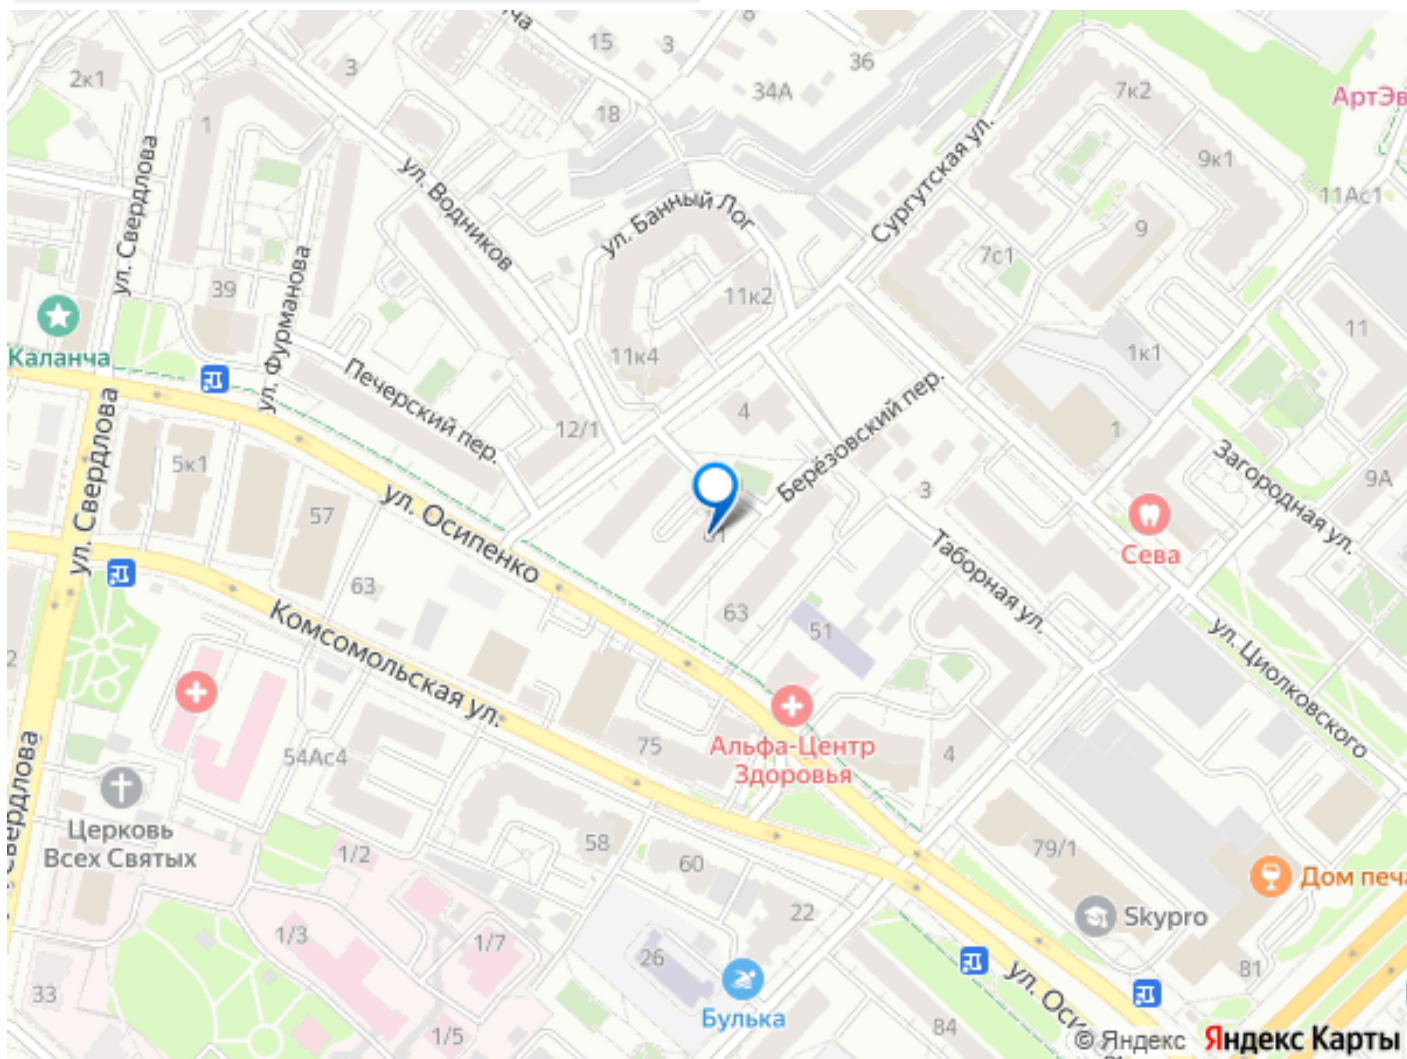 15
3
8
36
2к1
3
34А
7к2
АртЭв
18
1
9к1
ул. Свердлова
ул. Водников
Сургутская ул.
11Ас1
ул. Банный Лог
9
7с1
39
ул. Фурманова
11к2
Каланча
11
11к4
1к1
Печерский пер.
4
12/1
Берёзовский пер.
1
ул. Свердлова
5к1
3
Загородная ул.
9А
57
ул. Осипенко
Сева
Таборная ул.
63
63
51
Комсомольская ул.
ул. Циолковского
75
Альфа-Центр
Здоровья
4
54Ас4
Церковь
Всех Святых
1/2
58
60
79/1
Дом печа
22
Skypro
1/3
1/7
26
81
33
Булька
84
1/5
© Яндекс
Яндекс Карты